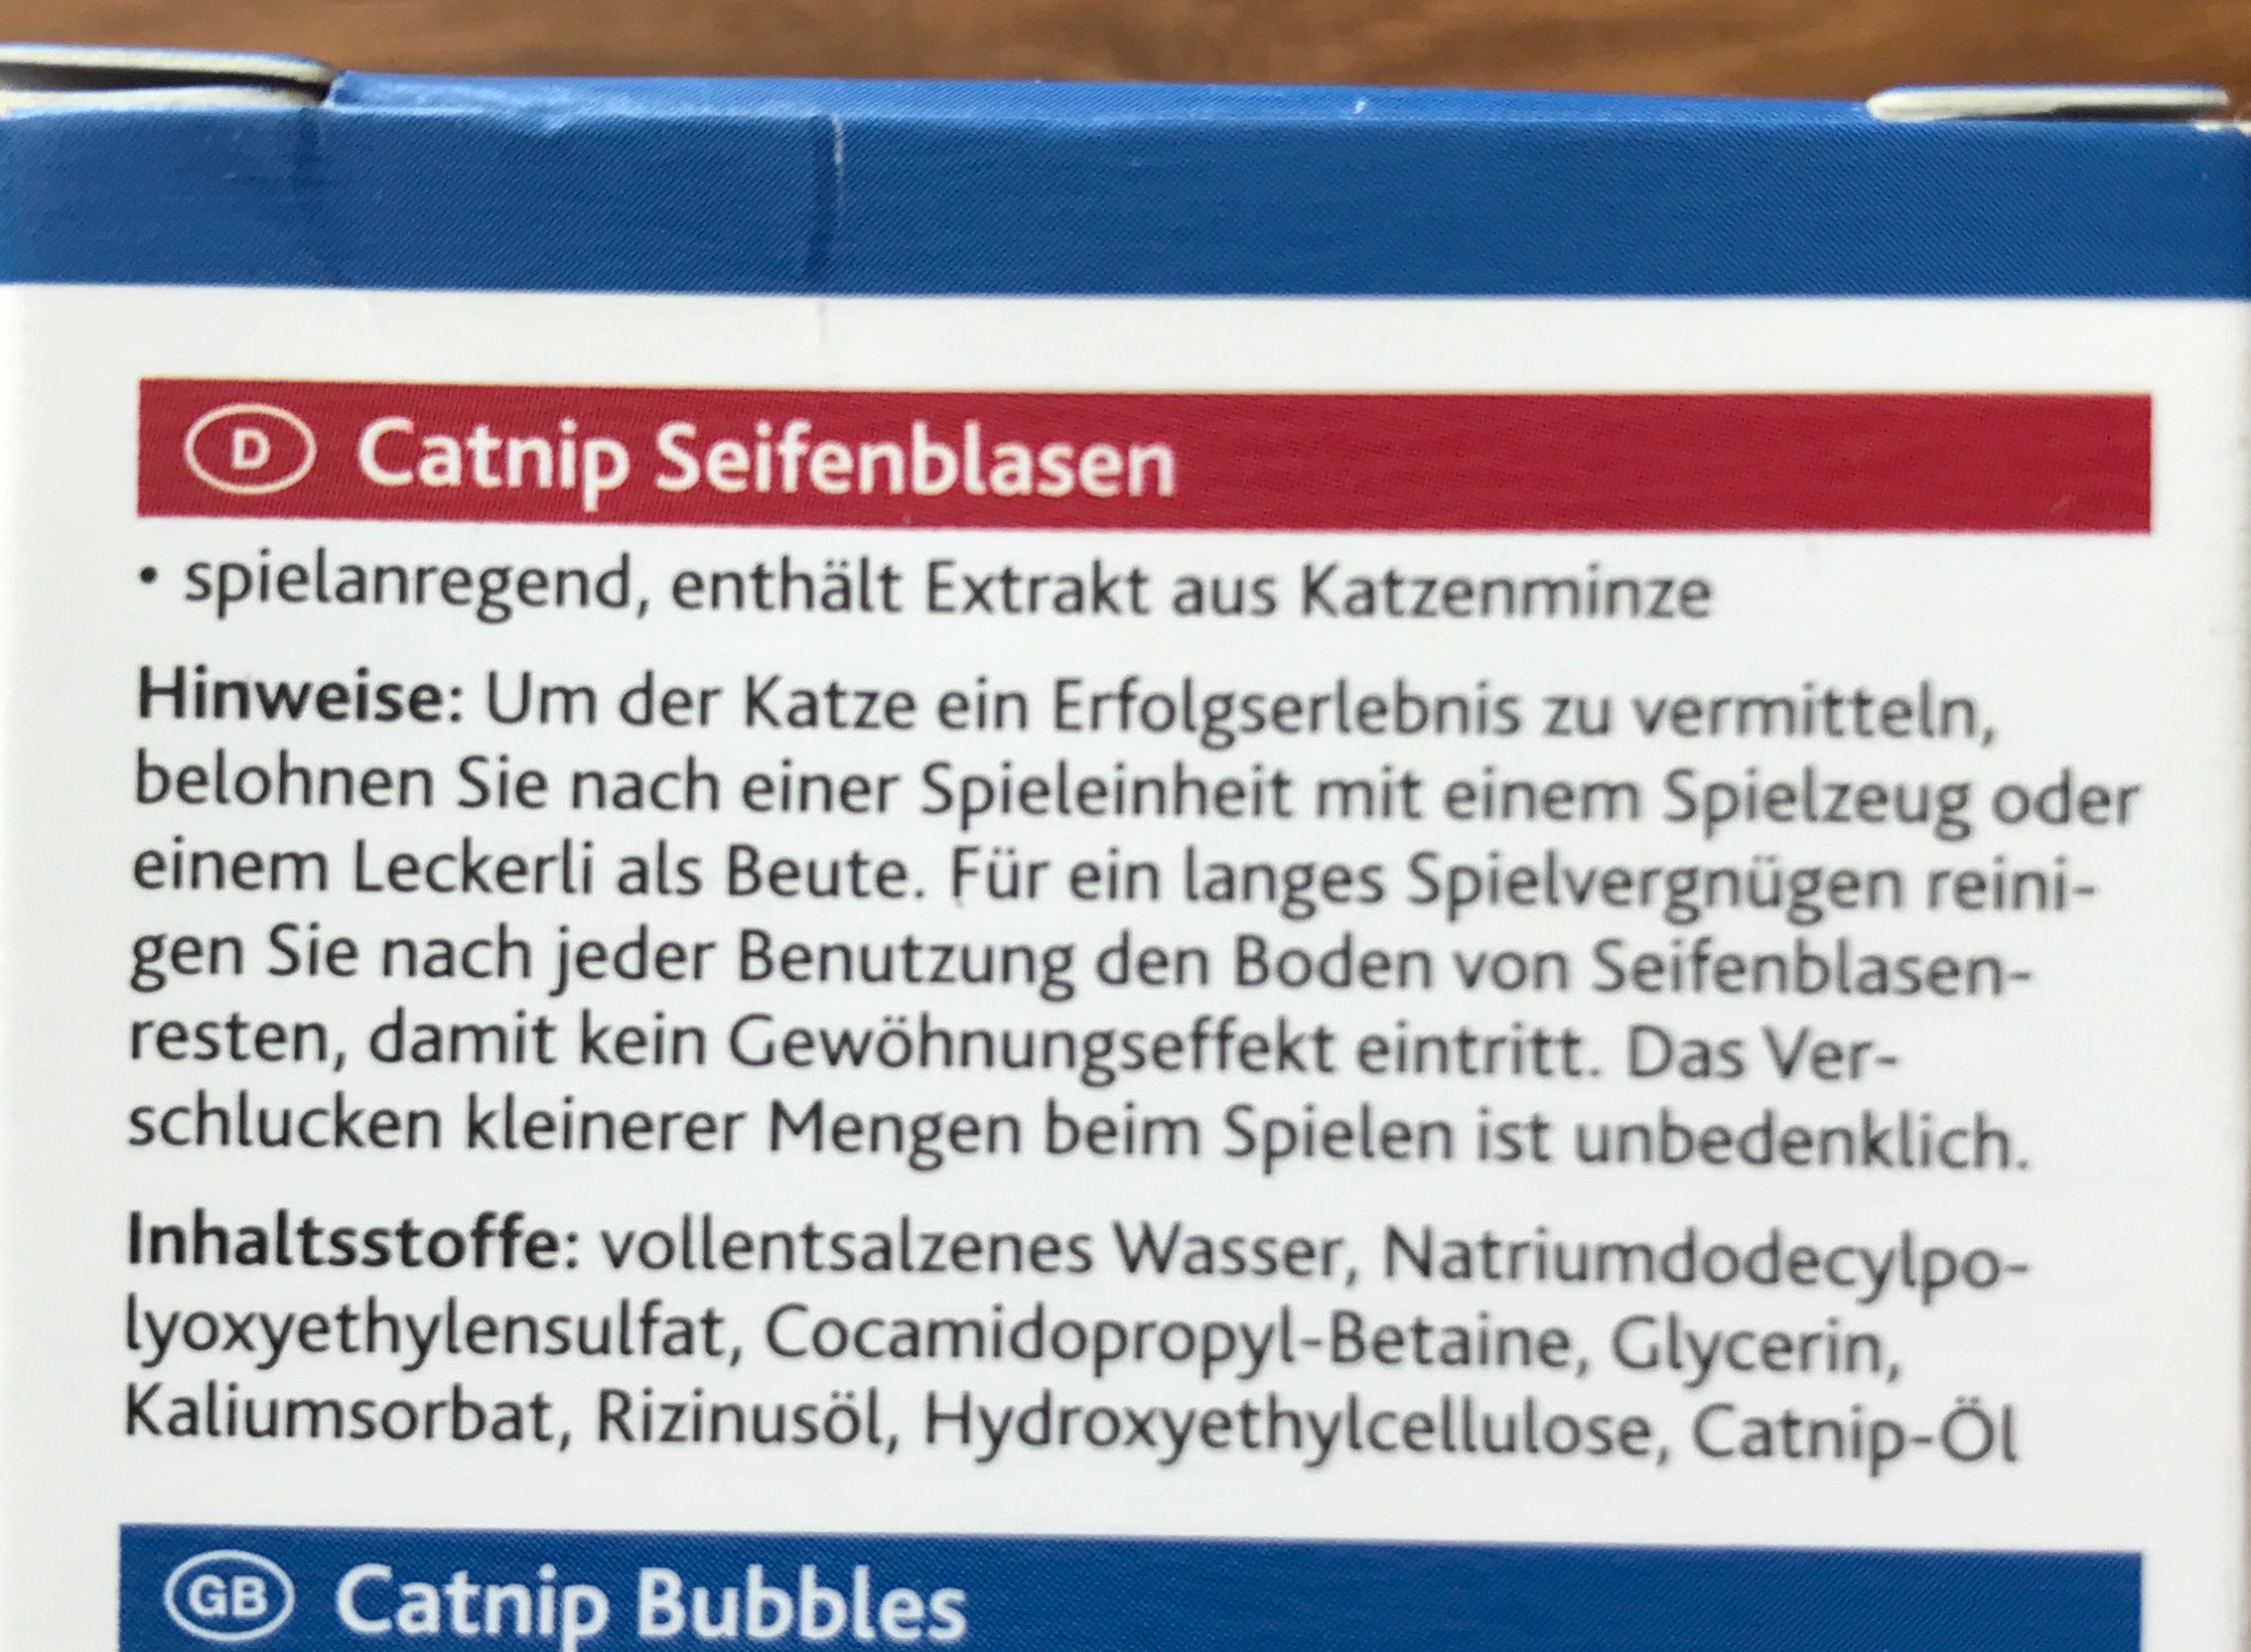 D Catnip Seifenblasen
• spielanregend, enthält Extrakt aus Katzenminze
Hinweise: Um der Katze ein Erfolgserlebnis zu vermitteln,
belohnen Sie nach einer Spieleinheit mit einem Spielzeug oder
einem Leckerli als Beute. Für ein langes Spielvergnügen reini-
gen Sie nach jeder Benutzung den Boden von Seifenblasen-
resten, damit kein Gewöhnungseffekt eintritt. Das Ver-
schlucken kleinerer Mengen beim Spielen ist unbedenklich.
Inhaltsstoffe: vollentsalzenes Wasser, Natriumdodecylpo-
lyoxyethylensulfat, Cocamidopropyl-Betaine, Glycerin,
Kaliumsorbat, Rizinusöl, Hydroxyethylcellulose, Catnip-Öl
GB Catnip Bubbles